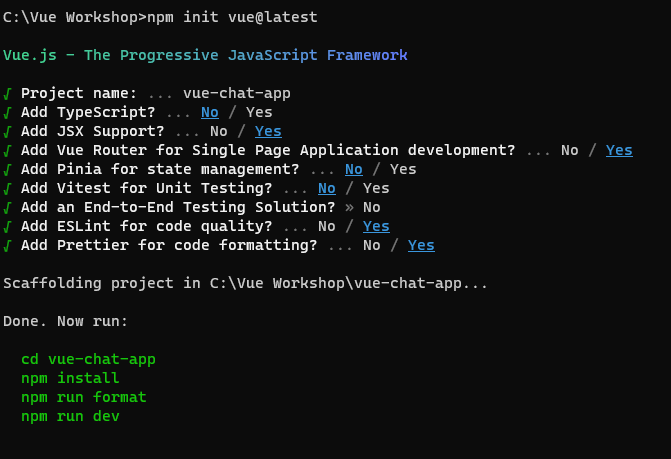 C:\Vue Workshop>npm init vue@latest
Vue.js - The Progressive JavaScript Framework
√ Project name: ... vue-chat-app
√ Add TypeScript? ... No / Yes
√ Add JSX Support? ... No / Yes
√ Add Vue Router for Single Page Application development? ... No / Yes
√ Add Pinia for state management? ... No / Yes
√ Add Vitest for Unit Testing? ... No / Yes
√ Add an End-to-End Testing Solution? » No
√ Add ESLint for code quality? ... No / Yes
√ Add Prettier for code formatting? ... No / Yes
Scaffolding project in C:\Vue Workshop\vue-chat-app...
Done. Now run:
cd vue-chat-app
npm install
npm run format
npm run dev